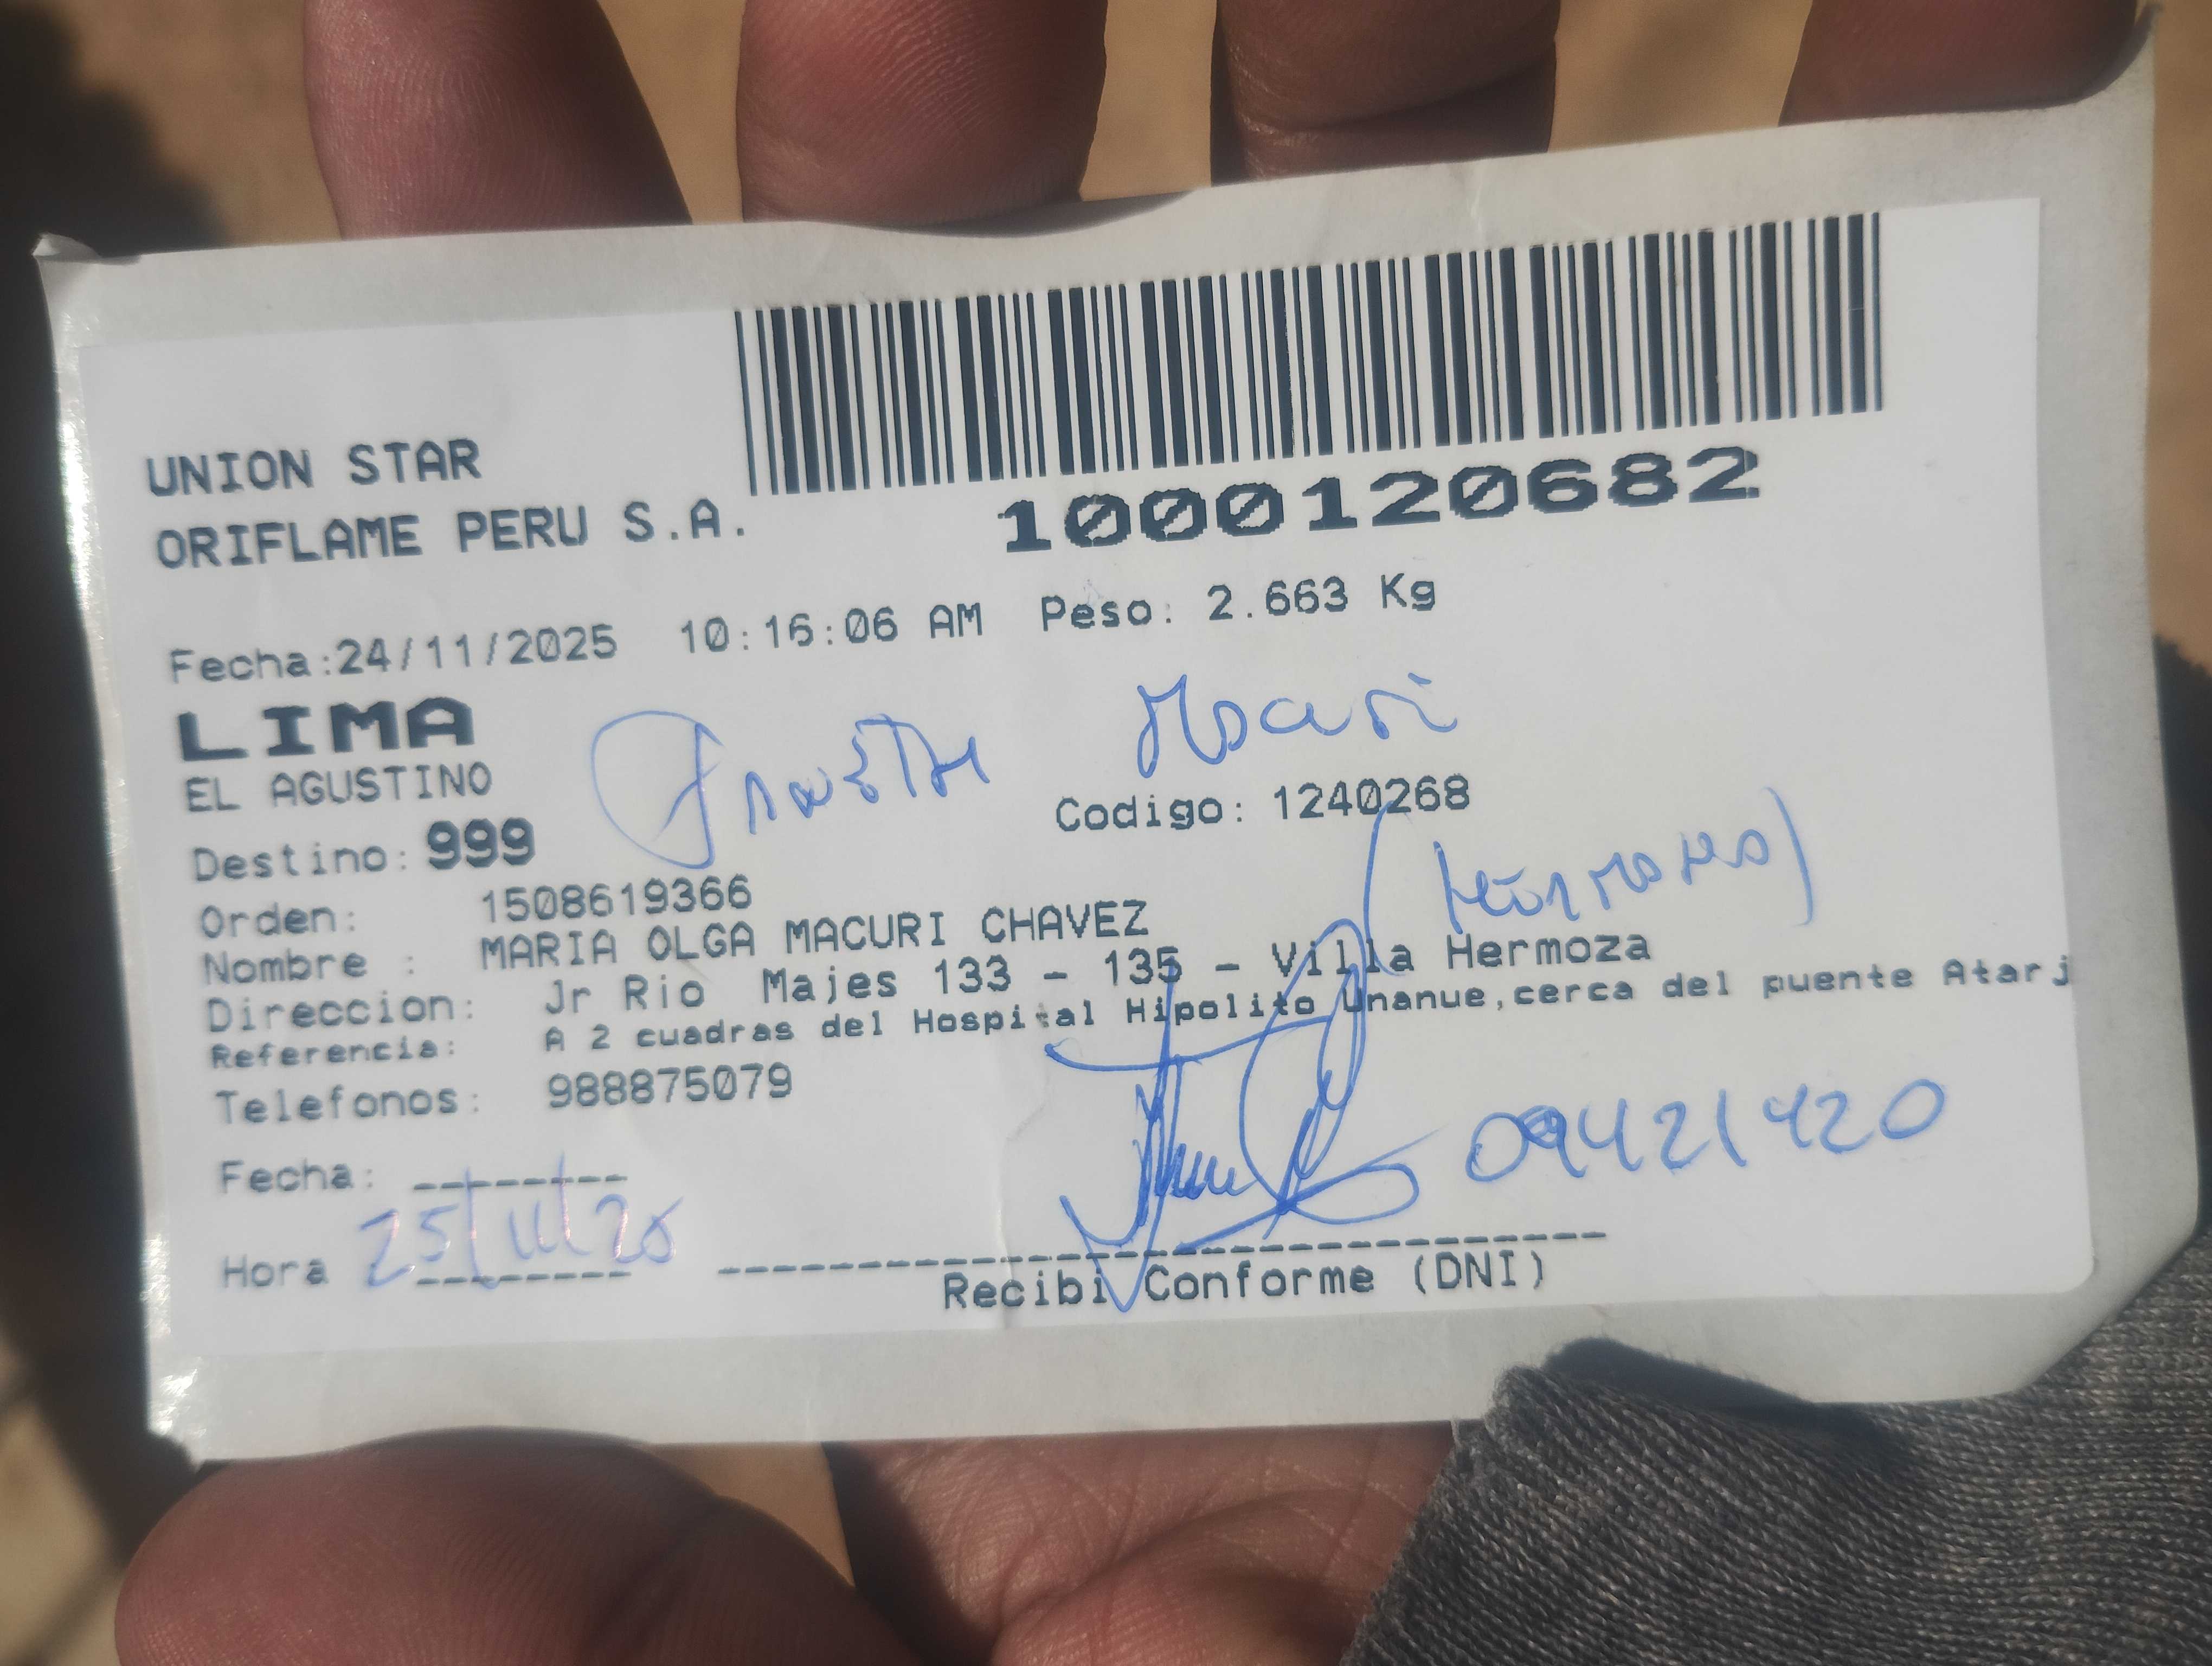 UNION STAR
ORIFLAME PERU S.A.
1000120682
Fecha:24/11/2025 10:16:06 AM Peso: 2.663 Kg
LIMA
EL AGUSTINO
Macuri
Destino: 999
Codigo: 1240268
(Hermano)
Orden: 1508619366
Nombre : MARIA OLGA MACURI CHAVEZ
Direccion: Jr Rio Majes 133 - 135 - Villa Hermoza
Referencia: A 2 cuadras del Hospital Hipolito Unanue,cerca del puente Atarj
Telefonos: 988875079
09421420
Fecha: --------
25/11/25
Hora --------
Recibi Conforme (DNI)